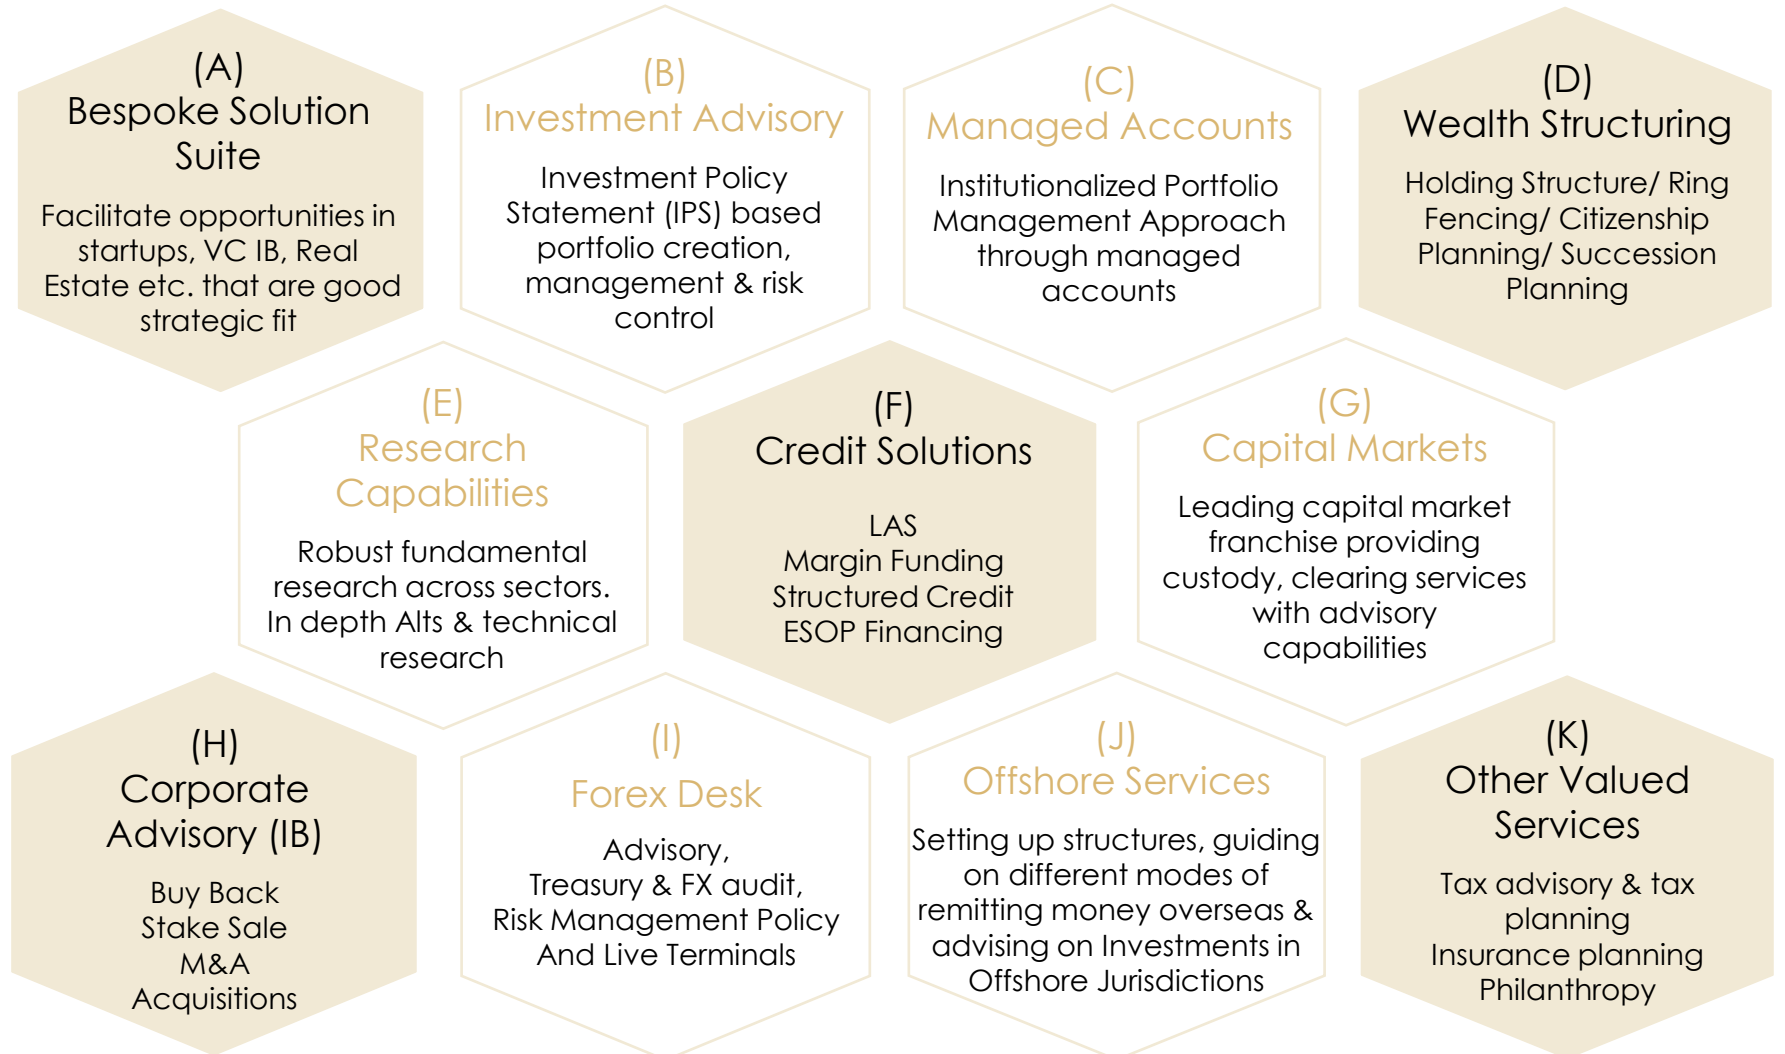 (A)
Bespoke Solution
Suite
Facilitate opportunities in
startups, VC IB, Real
Estate etc. that are good
strategic fit
(B)
Investment Advisory
Investment Policy
Statement (IPS) based
portfolio creation,
management & risk
control
(C)
Managed Accounts
Institutionalized Portfolio
Management Approach
through managed
accounts
(D)
Wealth Structuring
Holding Structure/ Ring
Fencing/ Citizenship
Planning/ Succession
Planning
(E)
Research
Capabilities
Robust fundamental
research across sectors.
In depth Alts & technical
research
(F)
Credit Solutions
LAS
Margin Funding
Structured Credit
ESOP Financing
(G)
Capital Markets
Leading capital market
franchise providing
custody, clearing services
with advisory
capabilities
(H)
Corporate
Advisory (IB)
Buy Back
Stake Sale
M&A
Acquisitions
(I)
Forex Desk
Advisory,
Treasury & FX audit,
Risk Management Policy
And Live Terminals
(J)
Offshore Services
Setting up structures, guiding
on different modes of
remitting money overseas &
advising on Investments in
Offshore Jurisdictions
(K)
Other Valued
Services
Tax advisory & tax
planning
Insurance planning
Philanthropy